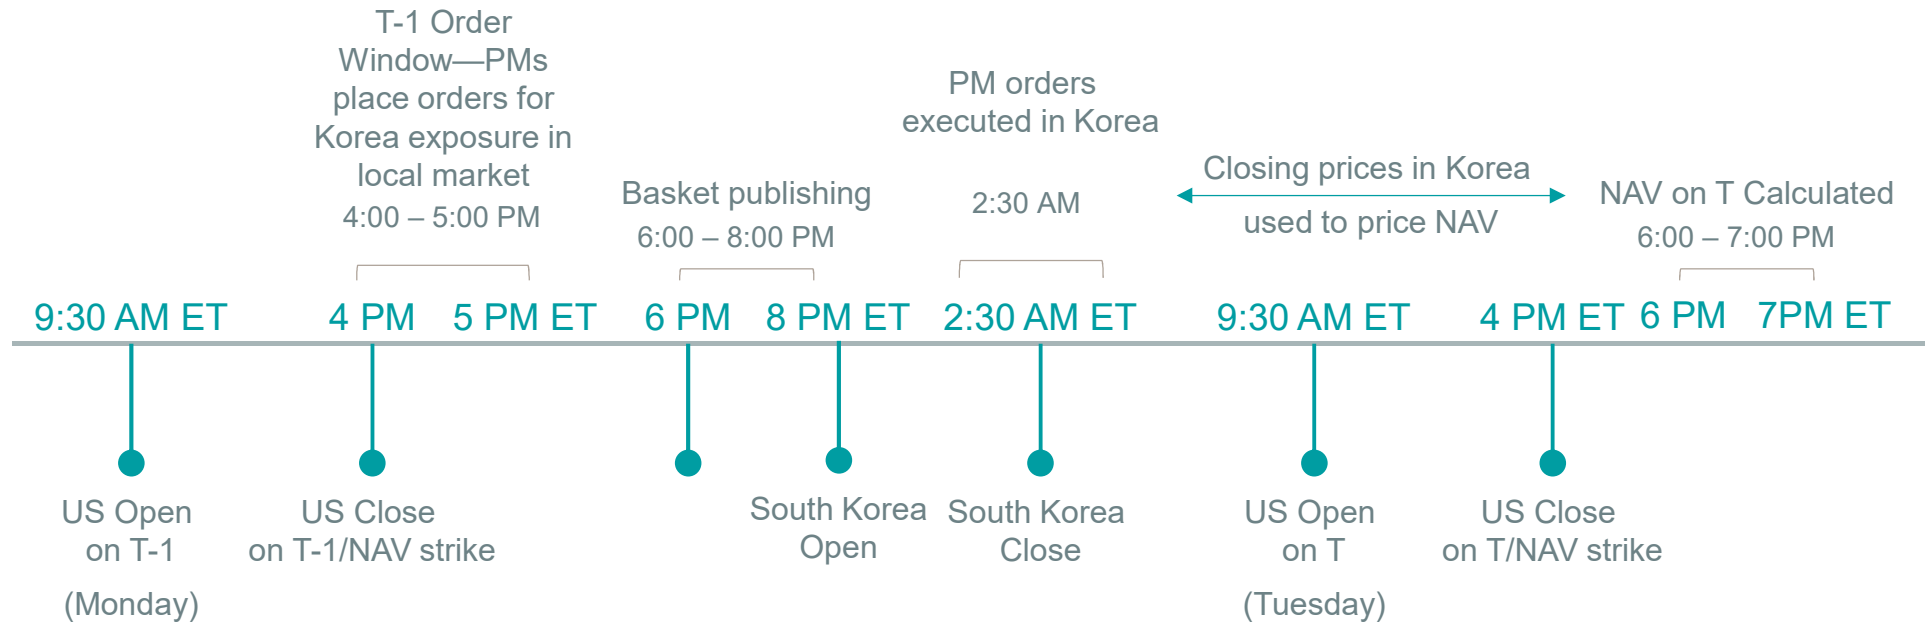 T-1 Order
Window—PMs
place orders for
Korea exposure in
local market
4:00 – 5:00 PM
Basket publishing
6:00 – 8:00 PM
PM orders
executed in Korea
2:30 AM
Closing prices in Korea
used to price NAV
NAV on T Calculated
6:00 – 7:00 PM
9:30 AM ET
4 PM
5 PM ET
6 PM
8 PM ET
2:30 AM ET
9:30 AM ET
4 PM ET
6 PM
7PM ET
US Open
on T-1
(Monday)
US Close
on T-1/NAV strike
South Korea
Open
South Korea
Close
US Open
on T
(Tuesday)
US Close
on T/NAV strike